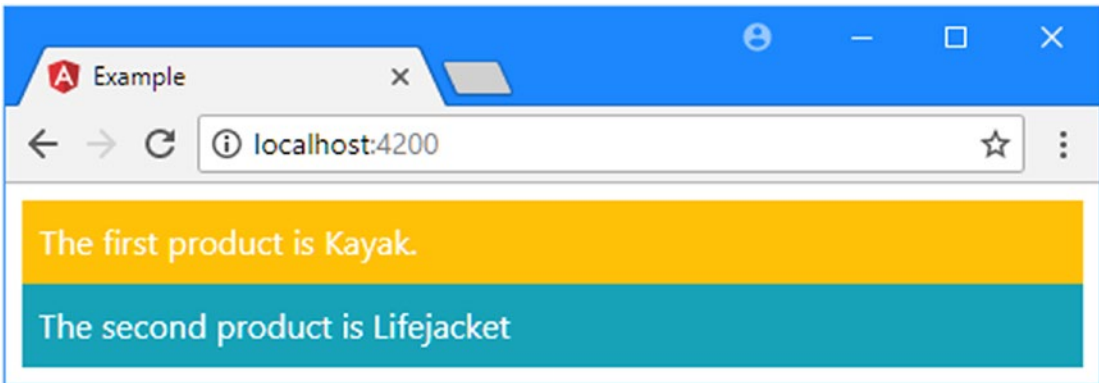 Example
localhost:4200
The first product is Kayak.
The second product is Lifejacket